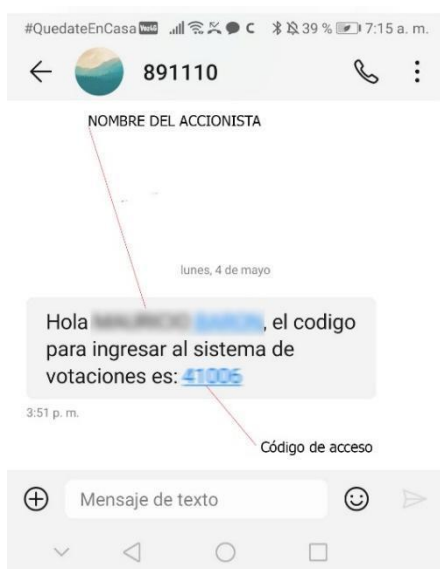 #QuedateEnCasa 39 % 7:15 a. m.
891110
NOMBRE DEL ACCIONISTA
lunes, 4 de mayo
Hola , el codigo
para ingresar al sistema de
votaciones es:
3:51 p. m.
Código de acceso
Mensaje de texto